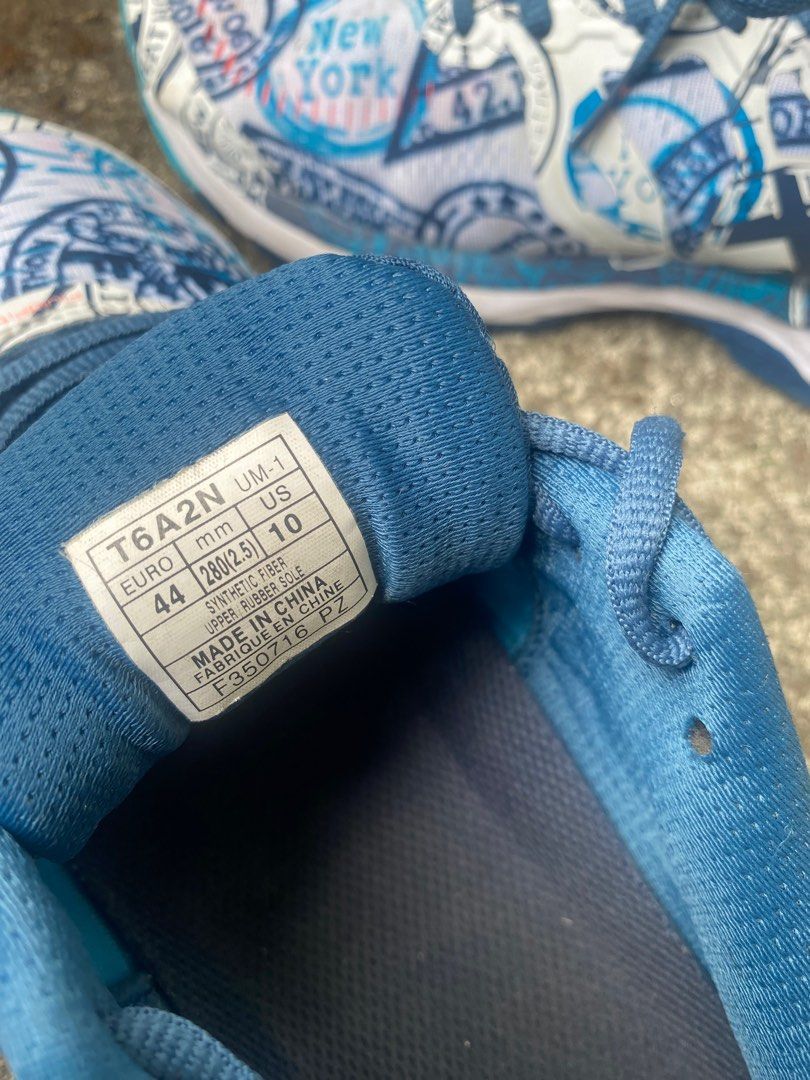 New
York
42.1
T6A2N UM-1
EURO mm US
44 280(2.5) 10
SYNTHETIC FIBER
UPPER RUBBER SOLE
MADE IN CHINA
FABRIQUE EN CHINE
F350716 PZ